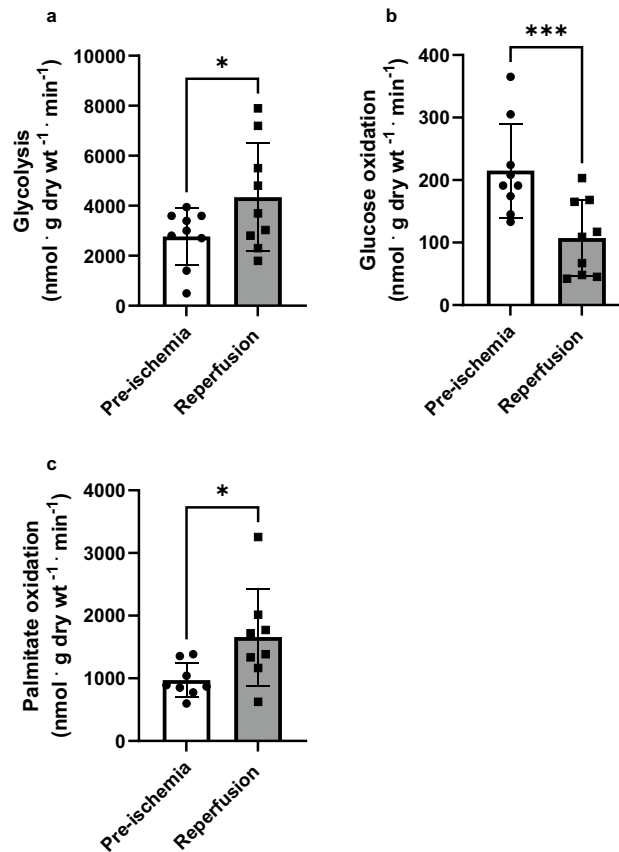 a
Glycolysis
(nmol · g dry wt ⁻¹ · min⁻¹)
10000
8000
6000
4000
2000
0
*
Pre-ischemia
Reperfusion
b
Glucose oxidation
(nmol · g dry wt ⁻¹ · min⁻¹)
400
300
200
100
0
***
Pre-ischemia
Reperfusion
c
Palmitate oxidation
(nmol · g dry wt ⁻¹ · min⁻¹)
4000
3000
2000
1000
0
*
Pre-ischemia
Reperfusion